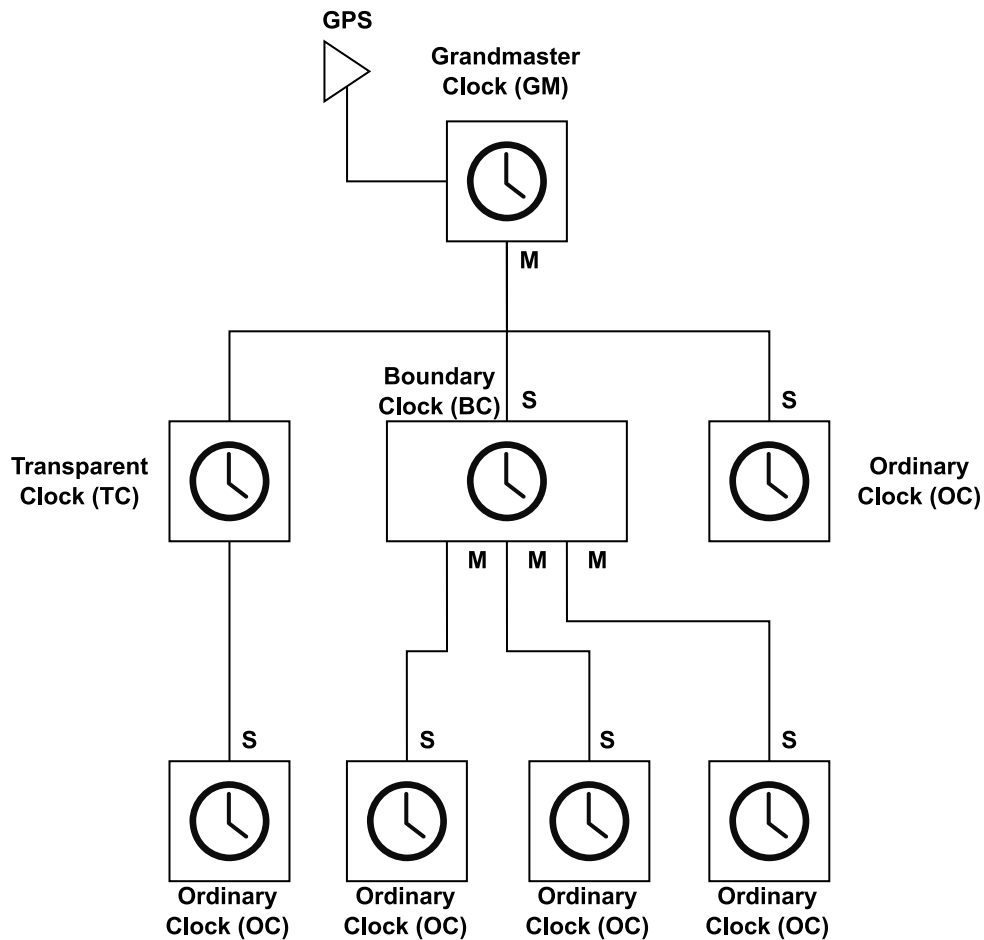 GPS
Grandmaster
Clock (GM)
M
Boundary
Clock (BC)
S
S
Transparent
Clock (TC)
Ordinary
Clock (OC)
M
M
M
S
S
S
S
Ordinary
Clock (OC)
Ordinary
Clock (OC)
Ordinary
Clock (OC)
Ordinary
Clock (OC)